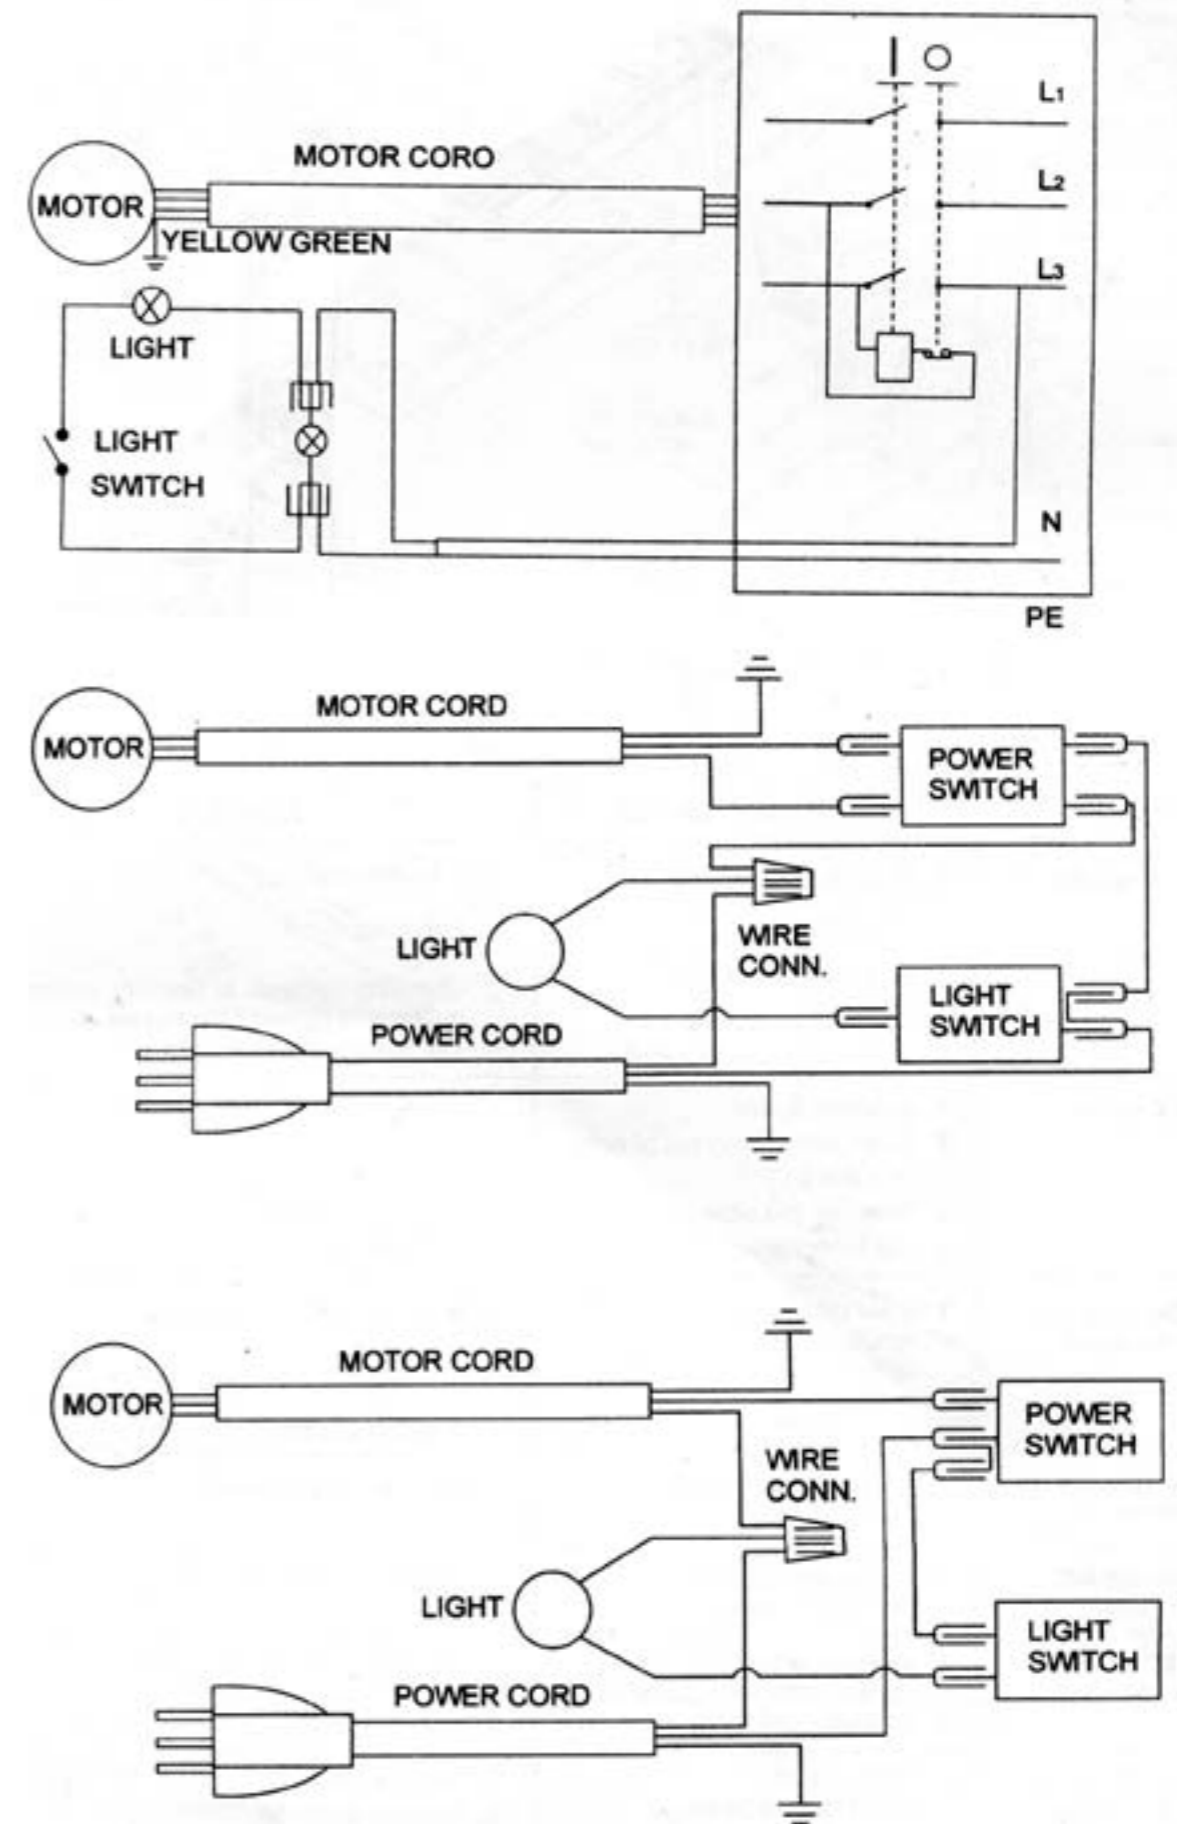 MOTOR CORO
L1
MOTOR
L2
YELLOW GREEN
L3
LIGHT
LIGHT
SWITCH
N
PE
MOTOR CORD
MOTOR
POWER
SWITCH
LIGHT
WIRE
CONN.
LIGHT
SWITCH
POWER CORD
MOTOR CORD
MOTOR
POWER
SWITCH
WIRE
CONN.
LIGHT
LIGHT
SWITCH
POWER CORD